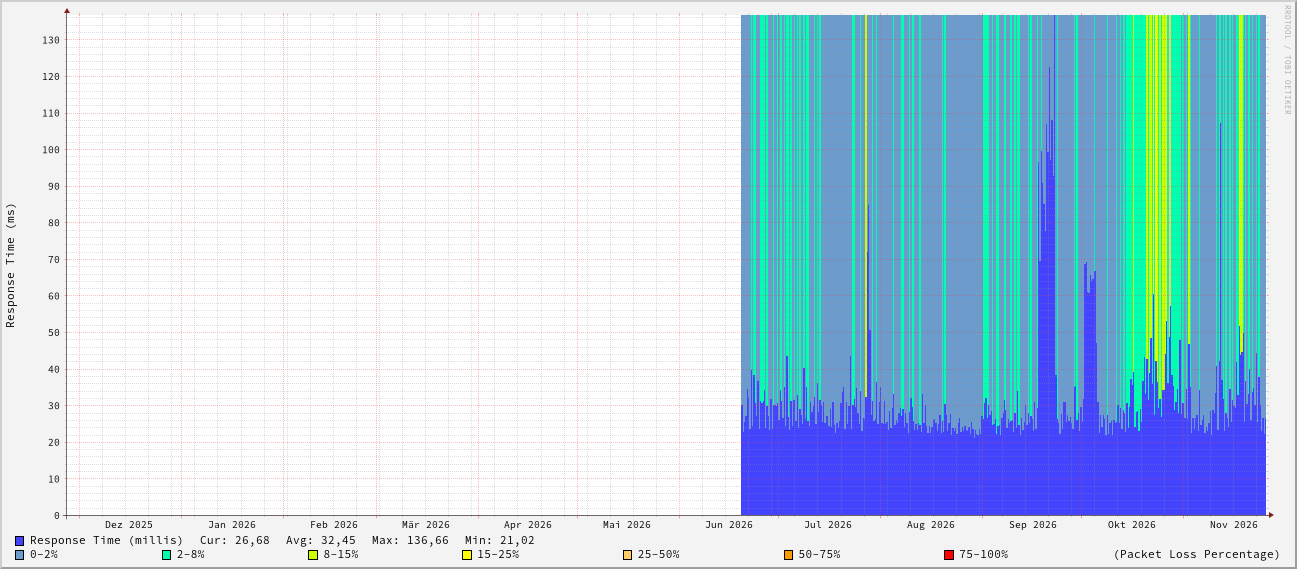 RRDTOOL / TOBI OETIKER
Response Time (ms)
130
120
110
100
90
80
70
60
50
40
30
20
10
0
Dez 2025 Jan 2026 Feb 2026 Mär 2026 Apr 2026 Mai 2026 Jun 2026 Jul 2026 Aug 2026 Sep 2026 Okt 2026 Nov 2026
Response Time (millis) Cur: 26,68 Avg: 32,45 Max: 136,66 Min: 21,02
0-2% 2-8% 8-15% 15-25% 25-50% 50-75% 75-100% (Packet Loss Percentage)